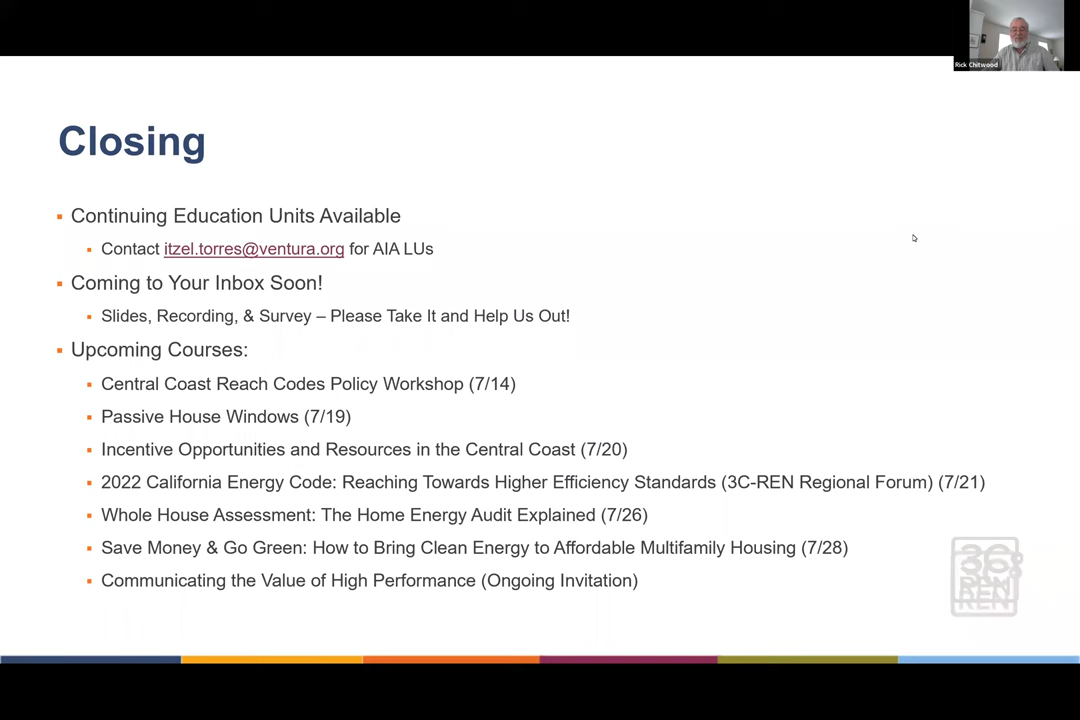 Rick Chitwood
Closing
▪ Continuing Education Units Available
▪ Contact itzel.torres@ventura.org for AIA LUs
▪ Coming to Your Inbox Soon!
▪ Slides, Recording, & Survey – Please Take It and Help Us Out!
▪ Upcoming Courses:
▪ Central Coast Reach Codes Policy Workshop (7/14)
▪ Passive House Windows (7/19)
▪ Incentive Opportunities and Resources in the Central Coast (7/20)
▪ 2022 California Energy Code: Reaching Towards Higher Efficiency Standards (3C-REN Regional Forum) (7/21)
▪ Whole House Assessment: The Home Energy Audit Explained (7/26)
▪ Save Money & Go Green: How to Bring Clean Energy to Affordable Multifamily Housing (7/28)
▪ Communicating the Value of High Performance (Ongoing Invitation)
REN